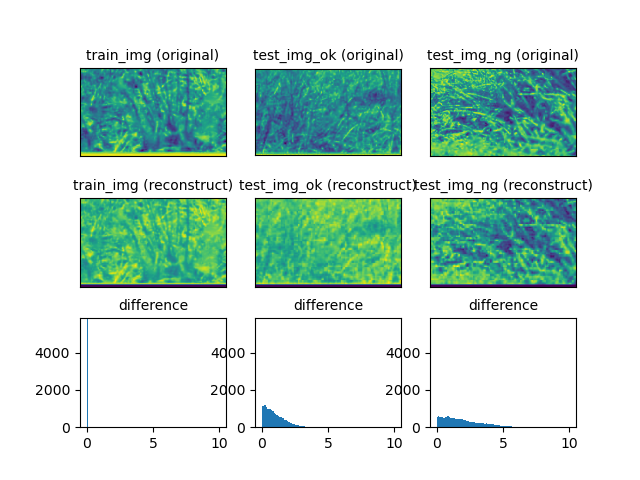 train_img (original) test_img_ok (original) test_img_ng (original)
train_img (reconstruct) test_img_ok (reconstruct) test_img_ng (reconstruct)
difference difference difference
4000 4000 4000
2000 2000 2000
0 0 0
0 5 10 0 5 10 0 5 10